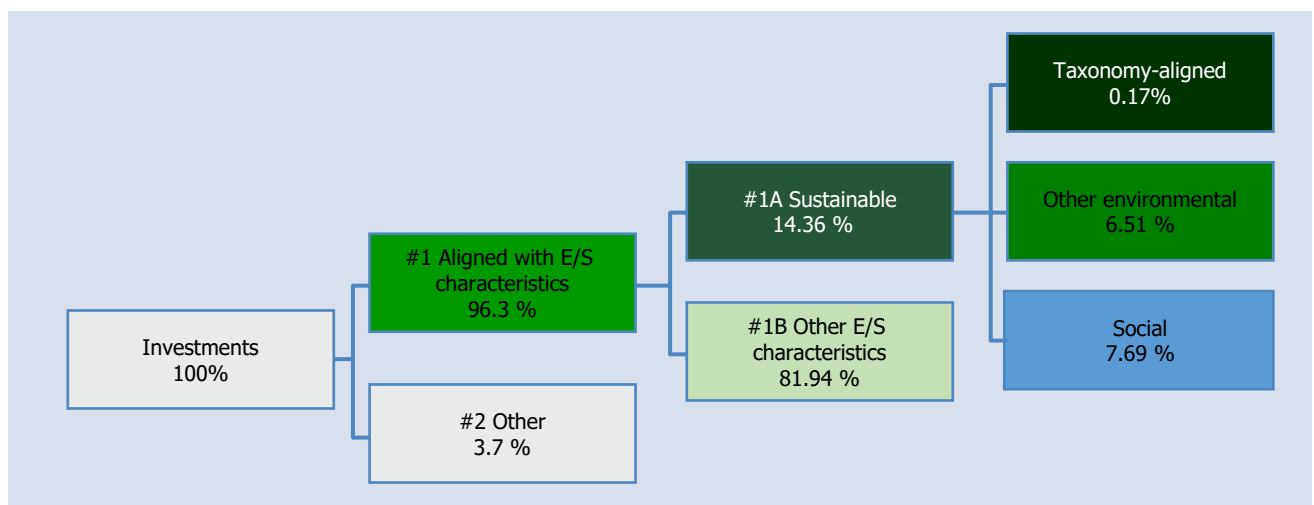 Investments
100%
#1 Aligned with E/S
characteristics
96.3 %
#2 Other
3.7 %
#1A Sustainable
14.36 %
#1B Other E/S
characteristics
81.94 %
Taxonomy-aligned
0.17%
Other environmental
6.51 %
Social
7.69 %